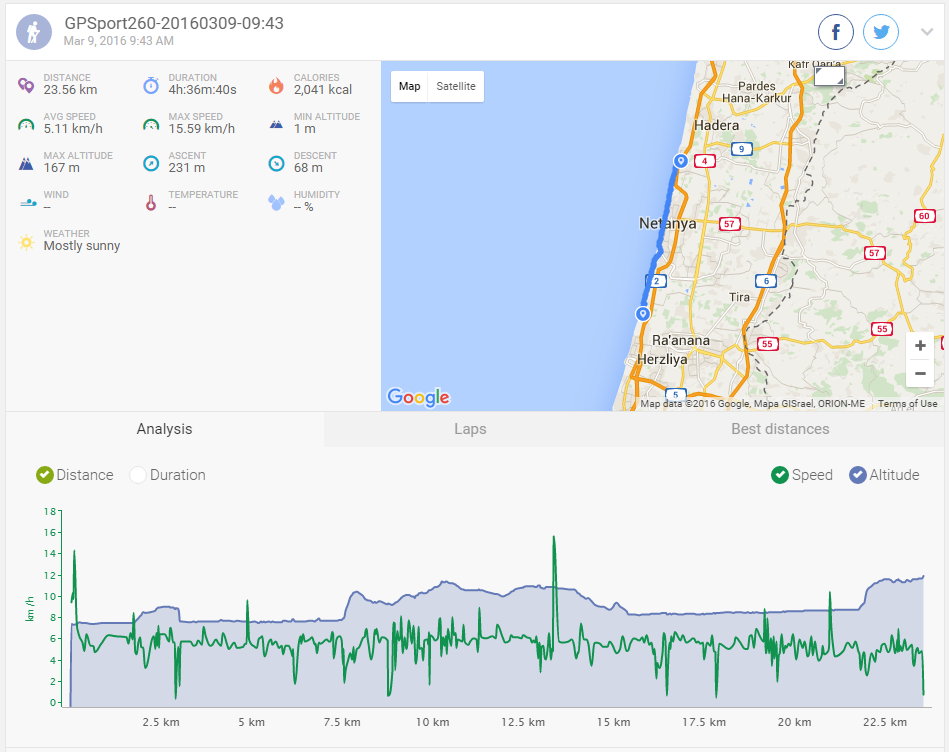 GPSport260-20160309-09:43
Mar 9, 2016 9:43 AM
DISTANCE
23.56 km
DURATION
4h:36m:40s
CALORIES
2,041 kcal
AVG SPEED
5.11 km/h
MAX SPEED
15.59 km/h
MIN ALTITUDE
1 m
MAX ALTITUDE
167 m
ASCENT
231 m
DESCENT
68 m
WIND
--
TEMPERATURE
--
HUMIDITY
-- %
WEATHER
Mostly sunny
Map
Satellite
Kafr Qari'a
Pardes
Hana-Karkur
Hadera
9
4
60
Netanya
57
57
2
6
Tira
55
Ra'anana
55
Herzliya
5
+
−
Google
Map data ©2016 Google, Mapa GISrael, ORION-ME
Terms of Use
Analysis
Laps
Best distances
Distance
Duration
Speed
Altitude
18
16
14
12
10
8
6
4
2
0
km /h
2.5 km
5 km
7.5 km
10 km
12.5 km
15 km
17.5 km
20 km
22.5 km